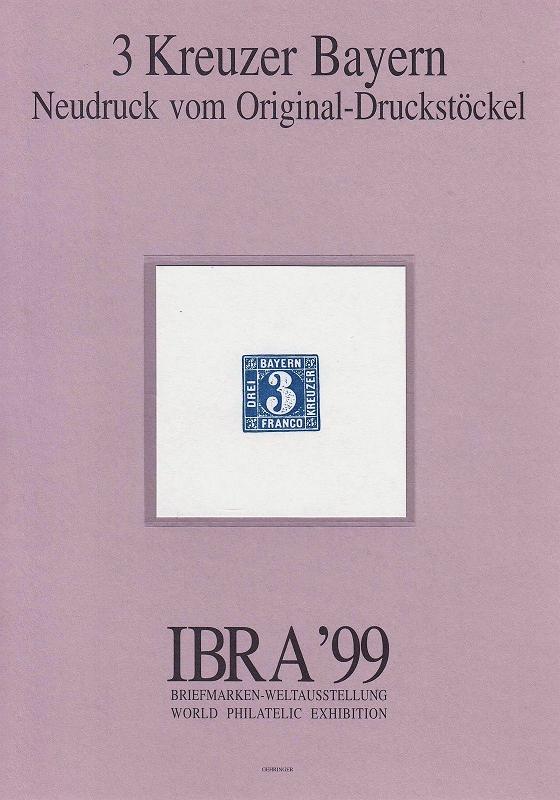 3 Kreuzer Bayern
Neudruck vom Original-Druckstöckel
BAYERN
DREI
3
KREUZER
FRANCO
IBRA '99
BRIEFMARKEN-WELTAUSSTELLUNG
WORLD PHILATELIC EXHIBITION
OEHRINGER